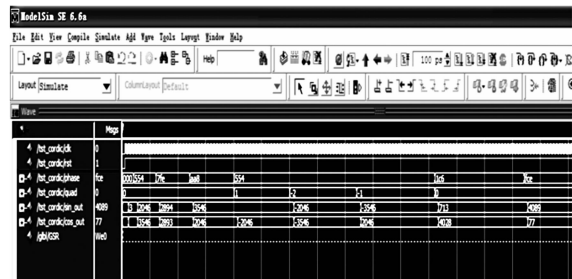 ModelSim SE 6.6a
File Edit View Compile Simulate Add Wave Tools Layout Window Help
Help 100 ps
Layout Simulate ColumnLayout Default
Wave
Msgs
/tst_cordic/clk 0
/tst_cordic/rst 1
/tst_cordic/phase fce 000 554 7fe aa8 554 1c6 fce
/tst_cordic/quad 0 0 1 -2 -1 0
/tst_cordic/sin_out 4089 3 2046 2894 3546 -2046 -3546 713 4089
/tst_cordic/cos_out 77 3546 2893 2046 -2046 -3546 2046 4028 77
/glbl/GSR We0